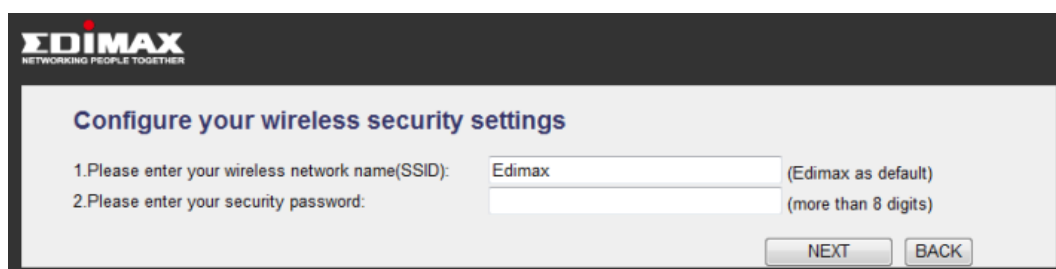 EDIMAX
NETWORKING PEOPLE TOGETHER
Configure your wireless security settings
1.Please enter your wireless network name(SSID): Edimax (Edimax as default)
2.Please enter your security password: (more than 8 digits)
NEXT BACK